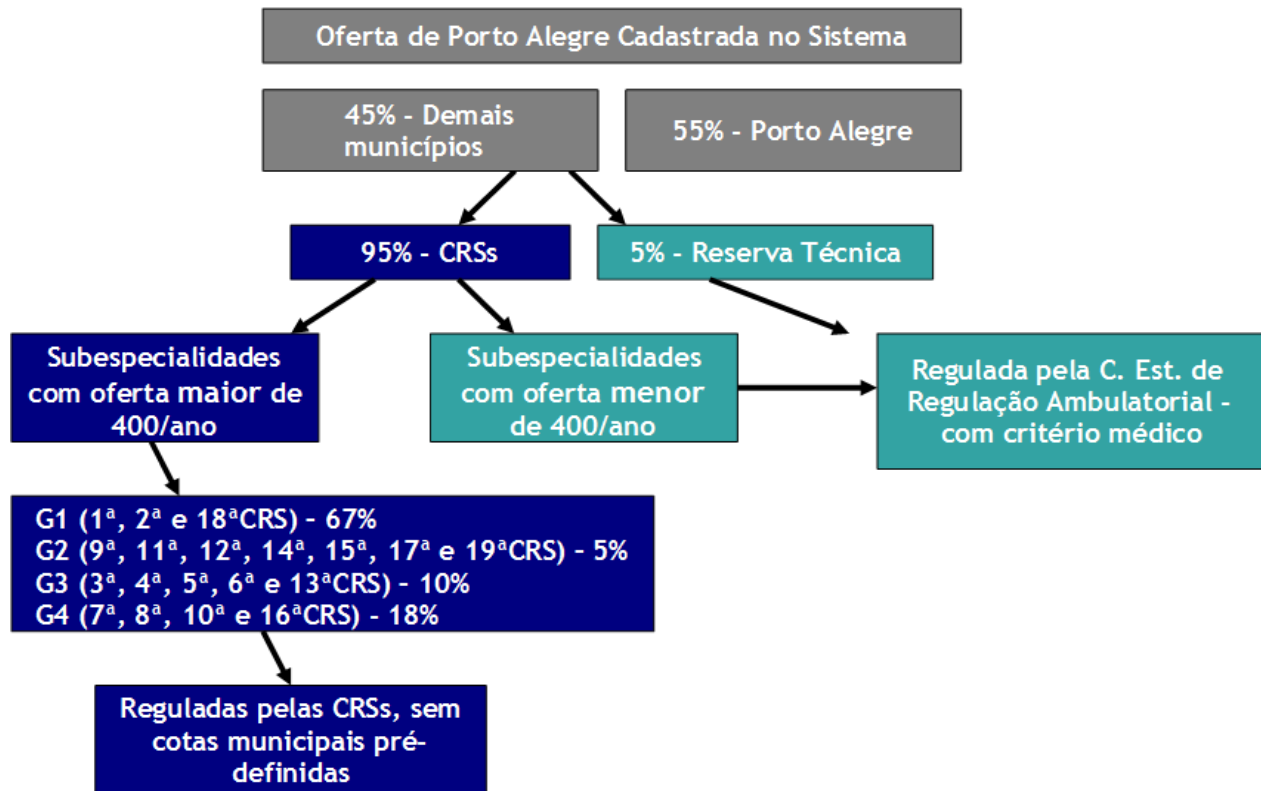 Oferta de Porto Alegre Cadastrada no Sistema
45% - Demais
municípios
55% - Porto Alegre
95% - CRSs
5% - Reserva Técnica
Subespecialidades
com oferta maior de
400/ano
Subespecialidades
com oferta menor
de 400/ano
Regulada pela C. Est. de
Regulação Ambulatorial -
com critério médico
G1 (1ª, 2ª e 18ªCRS) – 67%
G2 (9ª, 11ª, 12ª, 14ª, 15ª, 17ª e 19ªCRS) – 5%
G3 (3ª, 4ª, 5ª, 6ª e 13ªCRS) – 10%
G4 (7ª, 8ª, 10ª e 16ªCRS) – 18%
Reguladas pelas CRSs, sem
cotas municipais pré-
definidas